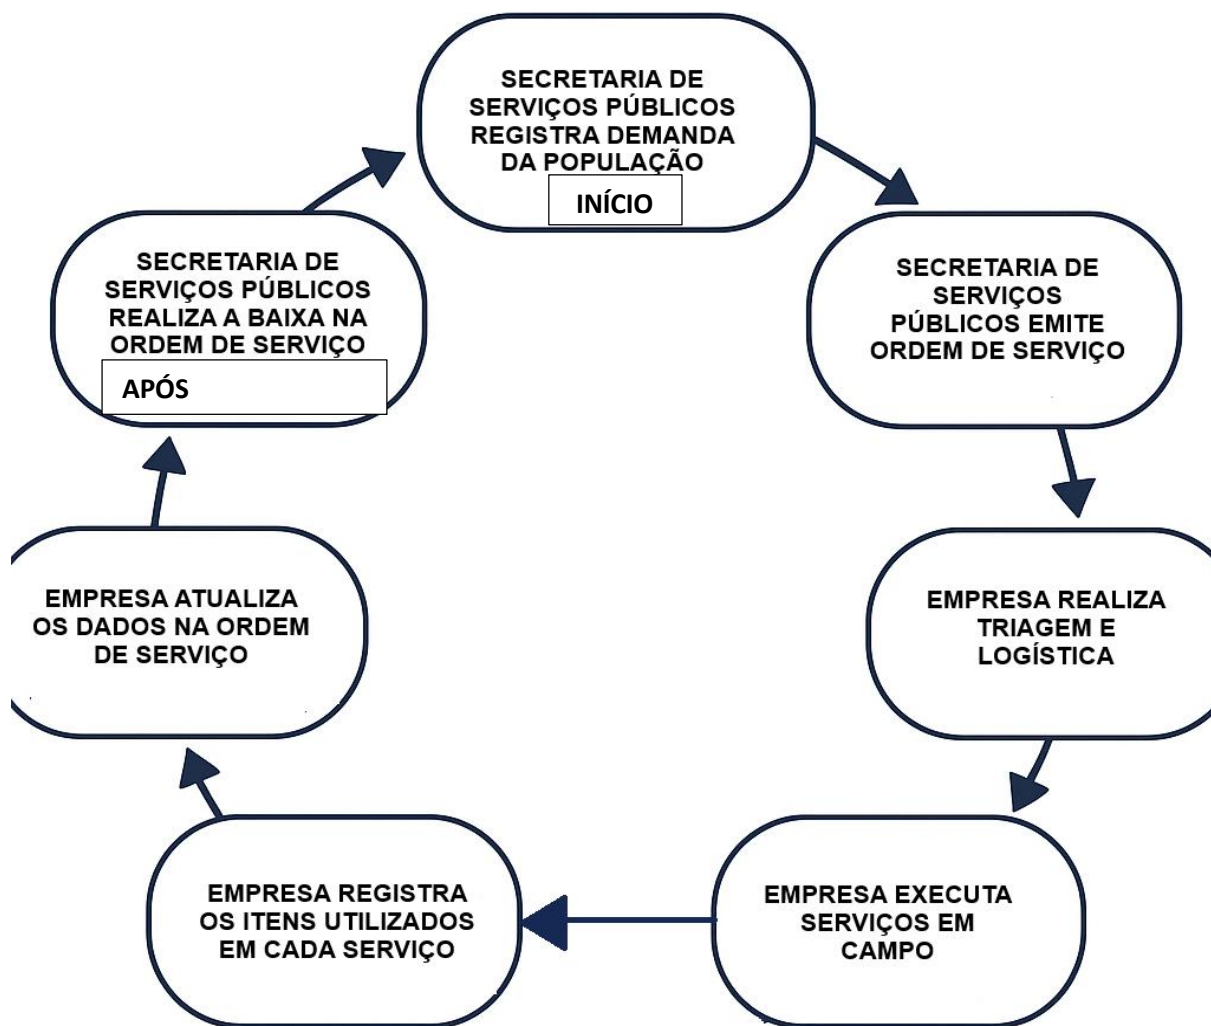 SECRETARIA DE
SERVIÇOS PÚBLICOS
REGISTRA DEMANDA
DA POPULAÇÃO
INÍCIO
SECRETARIA DE
SERVIÇOS
PÚBLICOS EMITE
ORDEM DE SERVIÇO
EMPRESA REALIZA
TRIAGEM E
LOGÍSTICA
EMPRESA EXECUTA
SERVIÇOS EM
CAMPO
EMPRESA REGISTRA
OS ITENS UTILIZADOS
EM CADA SERVIÇO
EMPRESA ATUALIZA
OS DADOS NA ORDEM
DE SERVIÇO
SECRETARIA DE
SERVIÇOS PÚBLICOS
REALIZA A BAIXA NA
ORDEM DE SERVIÇO
APÓS